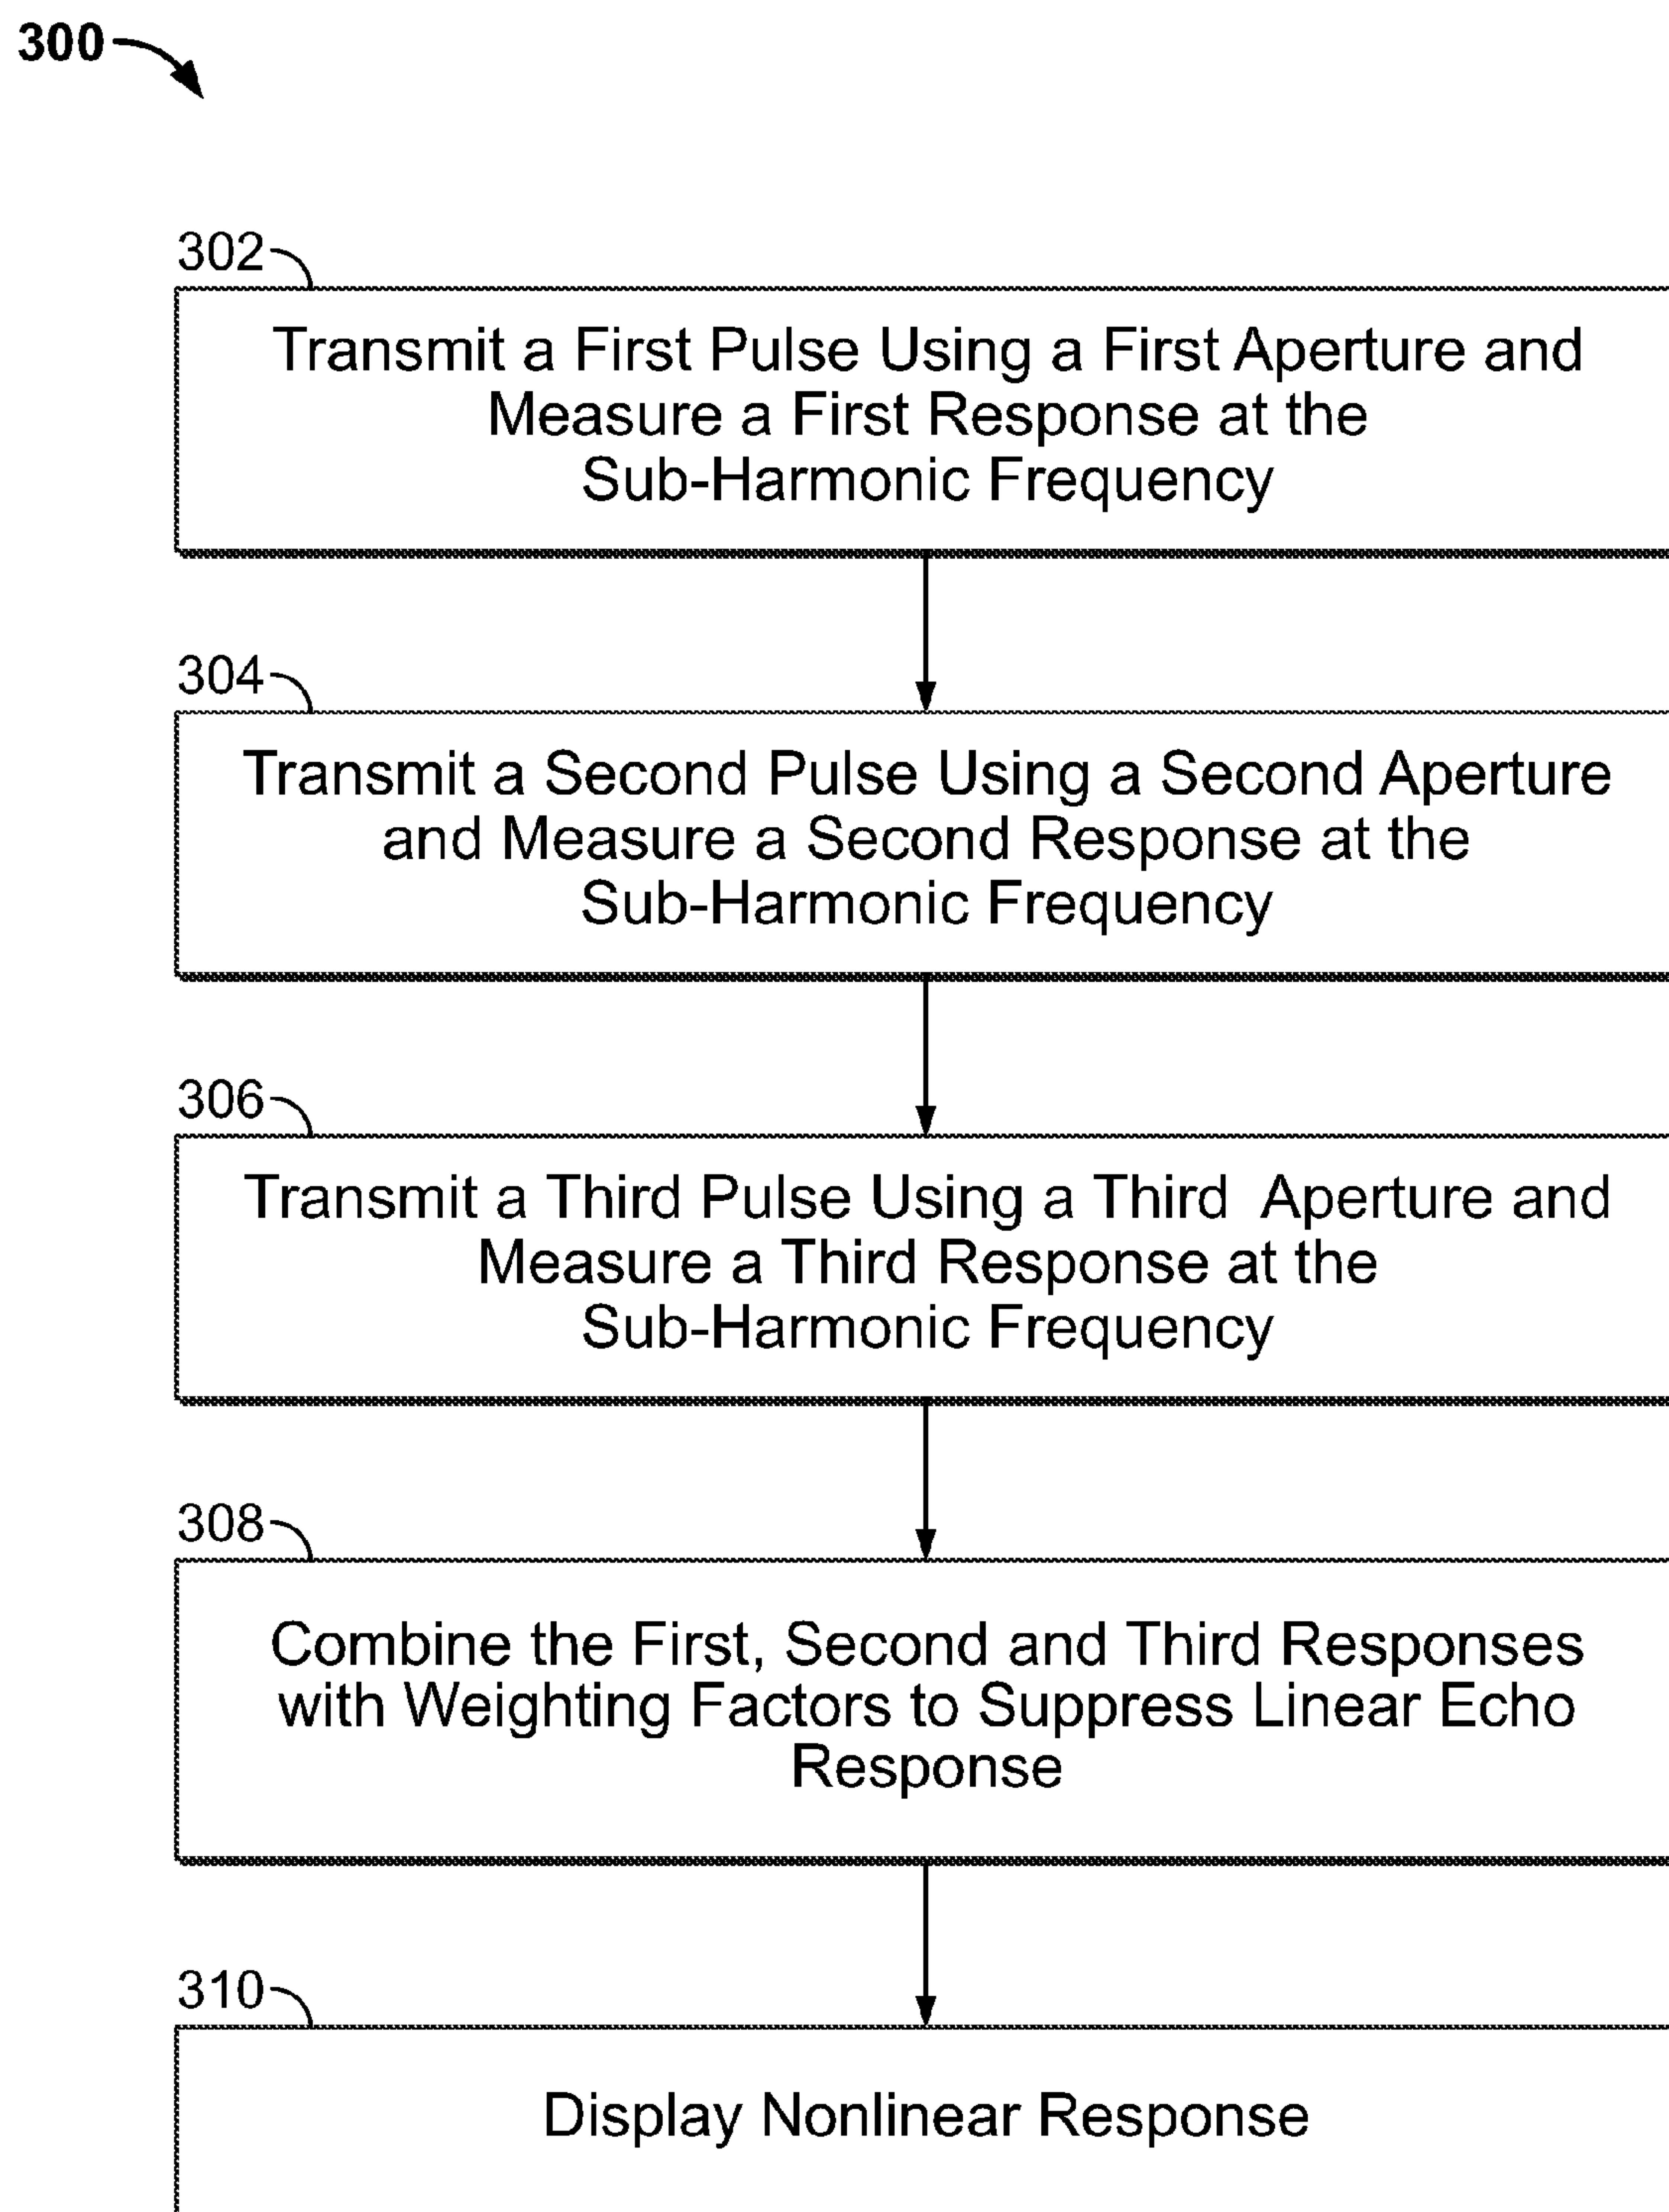 300
302
Transmit a First Pulse Using a First Aperture and
Measure a First Response at the
Sub-Harmonic Frequency
304
Transmit a Second Pulse Using a Second Aperture
and Measure a Second Response at the
Sub-Harmonic Frequency
306
Transmit a Third Pulse Using a Third Aperture and
Measure a Third Response at the
Sub-Harmonic Frequency
308
Combine the First, Second and Third Responses
with Weighting Factors to Suppress Linear Echo
Response
310
Display Nonlinear Response